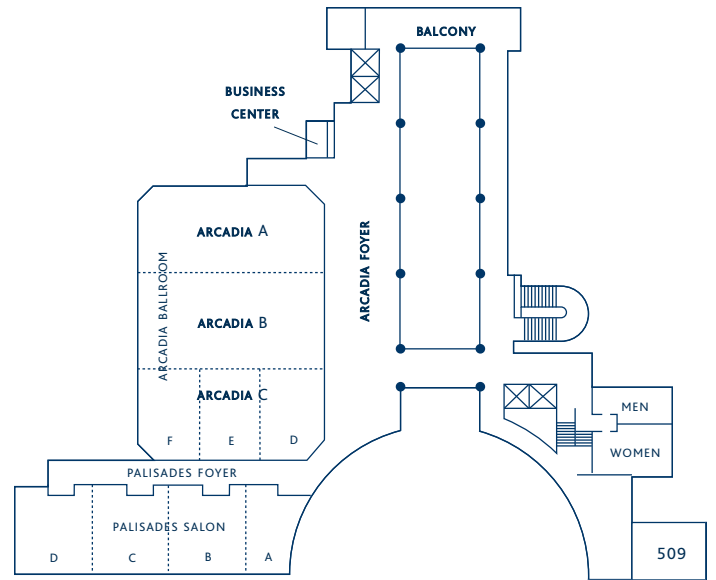 BALCONY
BUSINESS
CENTER
ARCADIA A
ARCADIA FOYER
ARCADIA BALLROOM
ARCADIA B
ARCADIA C
F
E
D
MEN
WOMEN
PALISADES FOYER
PALISADES SALON
D
C
B
A
509